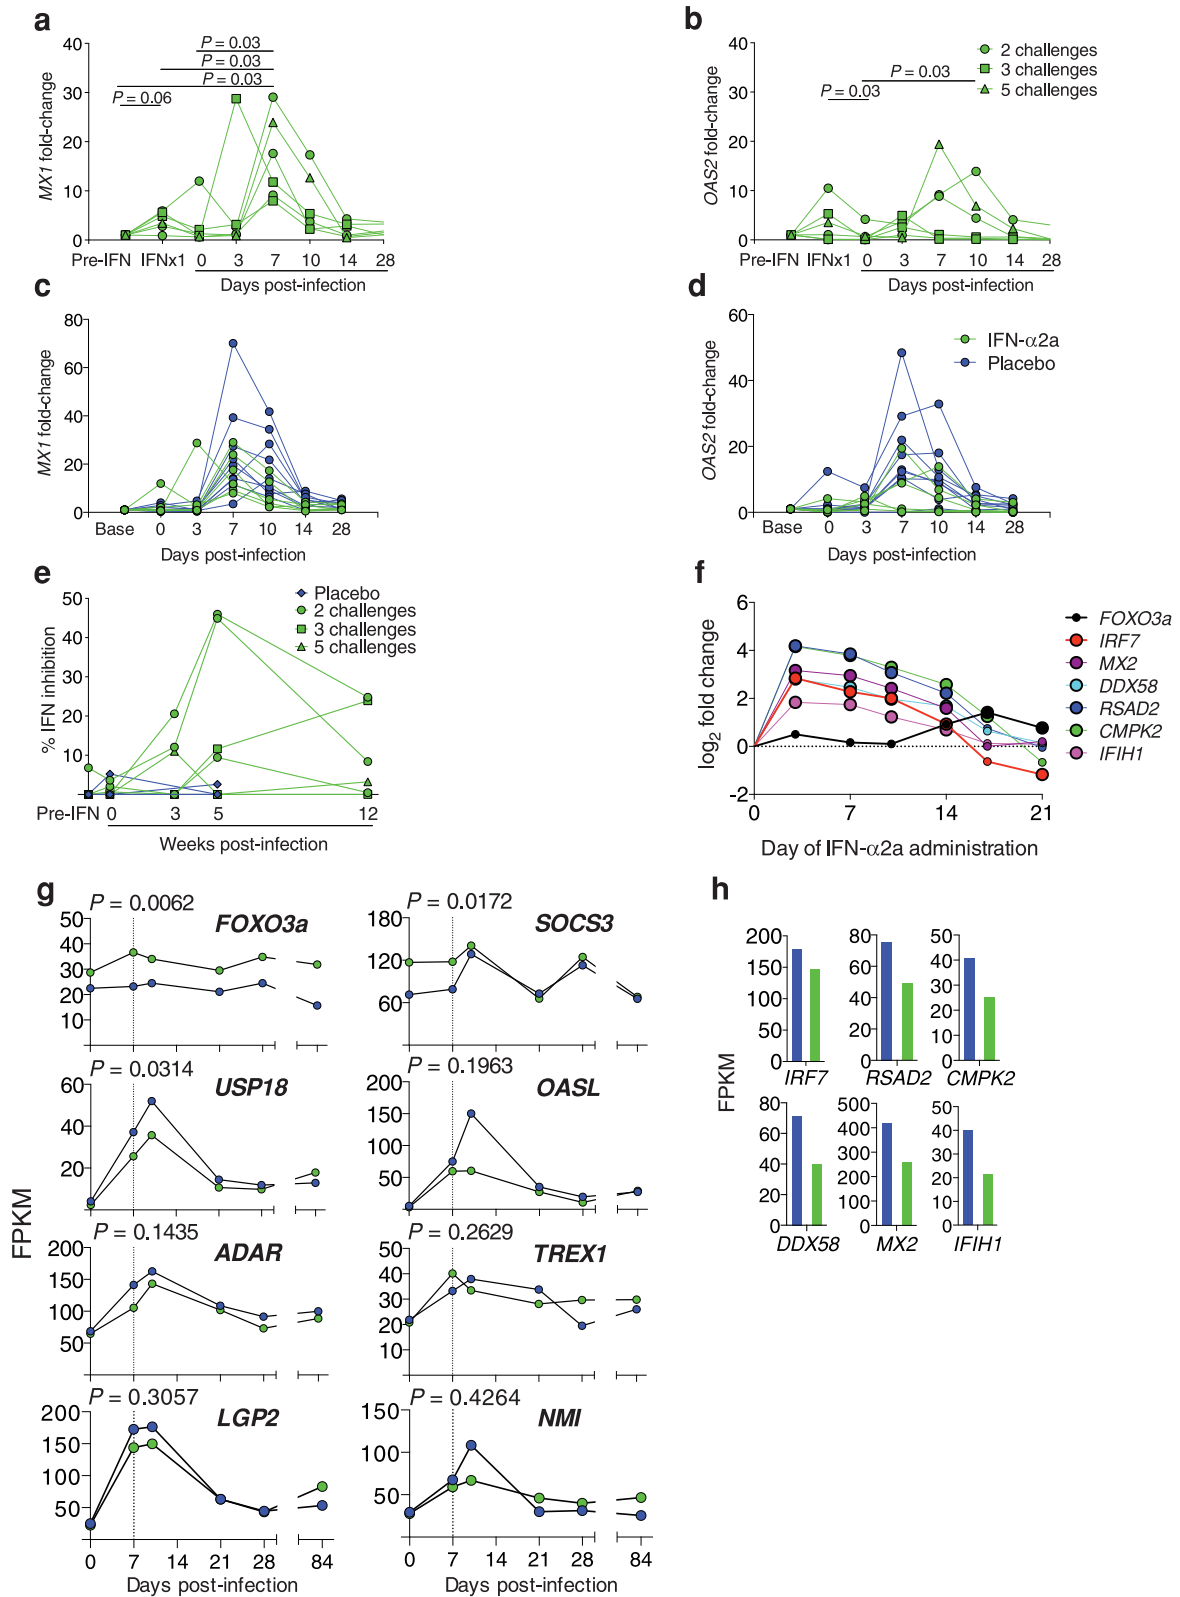 a
MX1 fold-change
40
30
20
10
0
P = 0.03
P = 0.03
P = 0.03
P = 0.06
Pre-IFN IFNx1 0 3 7 10 14 28
Days post-infection
b
OAS2 fold-change
40
30
20
10
0
P = 0.03
P = 0.03
2 challenges
3 challenges
5 challenges
Pre-IFN IFNx1 0 3 7 10 14 28
Days post-infection
c
MX1 fold-change
80
60
40
20
0
Base 0 3 7 10 14 28
Days post-infection
d
OAS2 fold-change
60
40
20
0
IFN-α2a
Placebo
Base 0 3 7 10 14 28
Days post-infection
e
% IFN inhibition
50
40
30
20
10
0
Placebo
2 challenges
3 challenges
5 challenges
Pre-IFN 0 3 5 12
Weeks post-infection
f
log2 fold change
6
4
2
0
-2
0 7 14 21
Day of IFN-α2a administration
FOXO3a
IRF7
MX2
DDX58
RSAD2
CMPK2
IFIH1
g
FPKM
P = 0.0062
FOXO3a
50
40
30
20
10
P = 0.0172
SOCS3
180
120
60
P = 0.0314
USP18
60
40
20
P = 0.1963
OASL
200
150
100
50
P = 0.1435
ADAR
200
150
100
50
P = 0.2629
TREX1
50
40
30
20
10
P = 0.3057
LGP2
200
150
100
50
0 7 14 21 28 84
Days post-infection
P = 0.4264
NMI
150
100
50
0 7 14 21 28 84
Days post-infection
h
FPKM
200
150
100
50
0
IRF7
80
60
40
20
0
RSAD2
50
40
30
20
10
0
CMPK2
80
60
40
20
0
DDX58
500
400
300
200
100
0
MX2
50
40
30
20
10
0
IFIH1